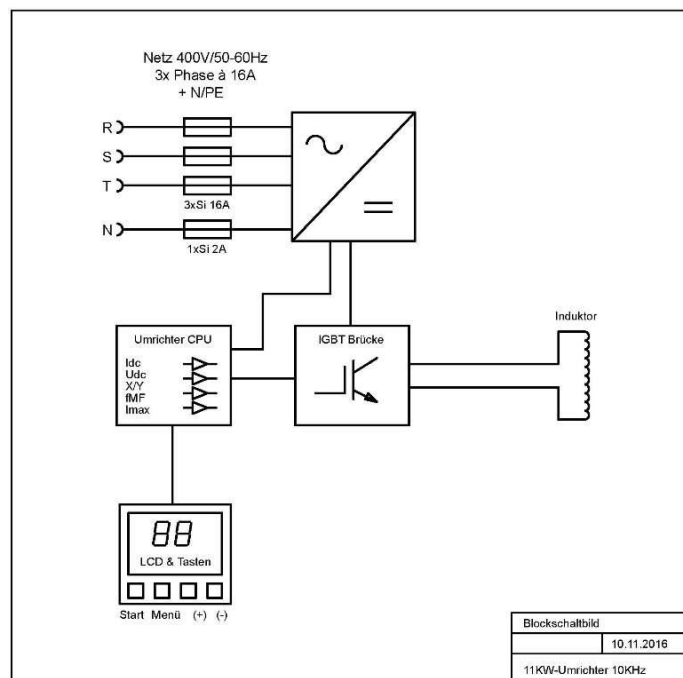 Netz 400V/50-60Hz
3x Phase à 16A
+ N/PE
R
S
T
3xSi 16A
N
1xSi 2A
Umrichter CPU
Idc
Udc
X/Y
fMF
Imax
IGBT Brücke
Induktor
88
LCD & Tasten
Start Menü (+) (-)
Blockschaltbild
10.11.2016
11KW-Umrichter 10KHz